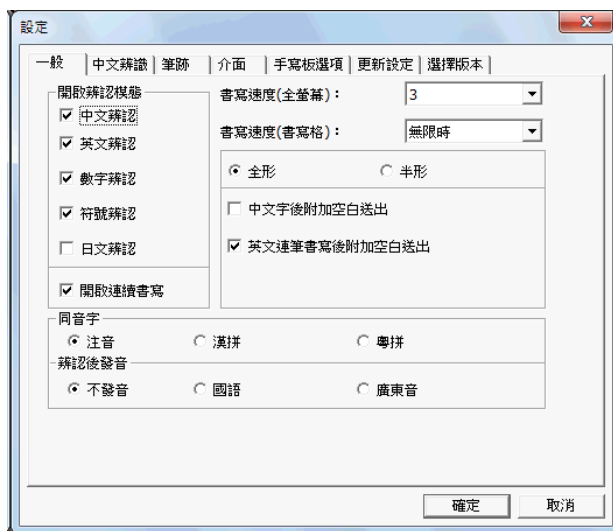 設定
一般
中文辨識
筆跡
介面
手寫板選項
更新設定
選擇版本
開啟辨認模態
中文辨認
英文辨認
數字辨認
符號辨認
日文辨認
開啟連續書寫
書寫速度(全螢幕)：
3
書寫速度(書寫格)：
無限時
全形
半形
中文字後附加空白送出
英文連筆書寫後附加空白送出
同音字
注音
漢拼
粵拼
辨認後發音
不發音
國語
廣東音
確定
取消